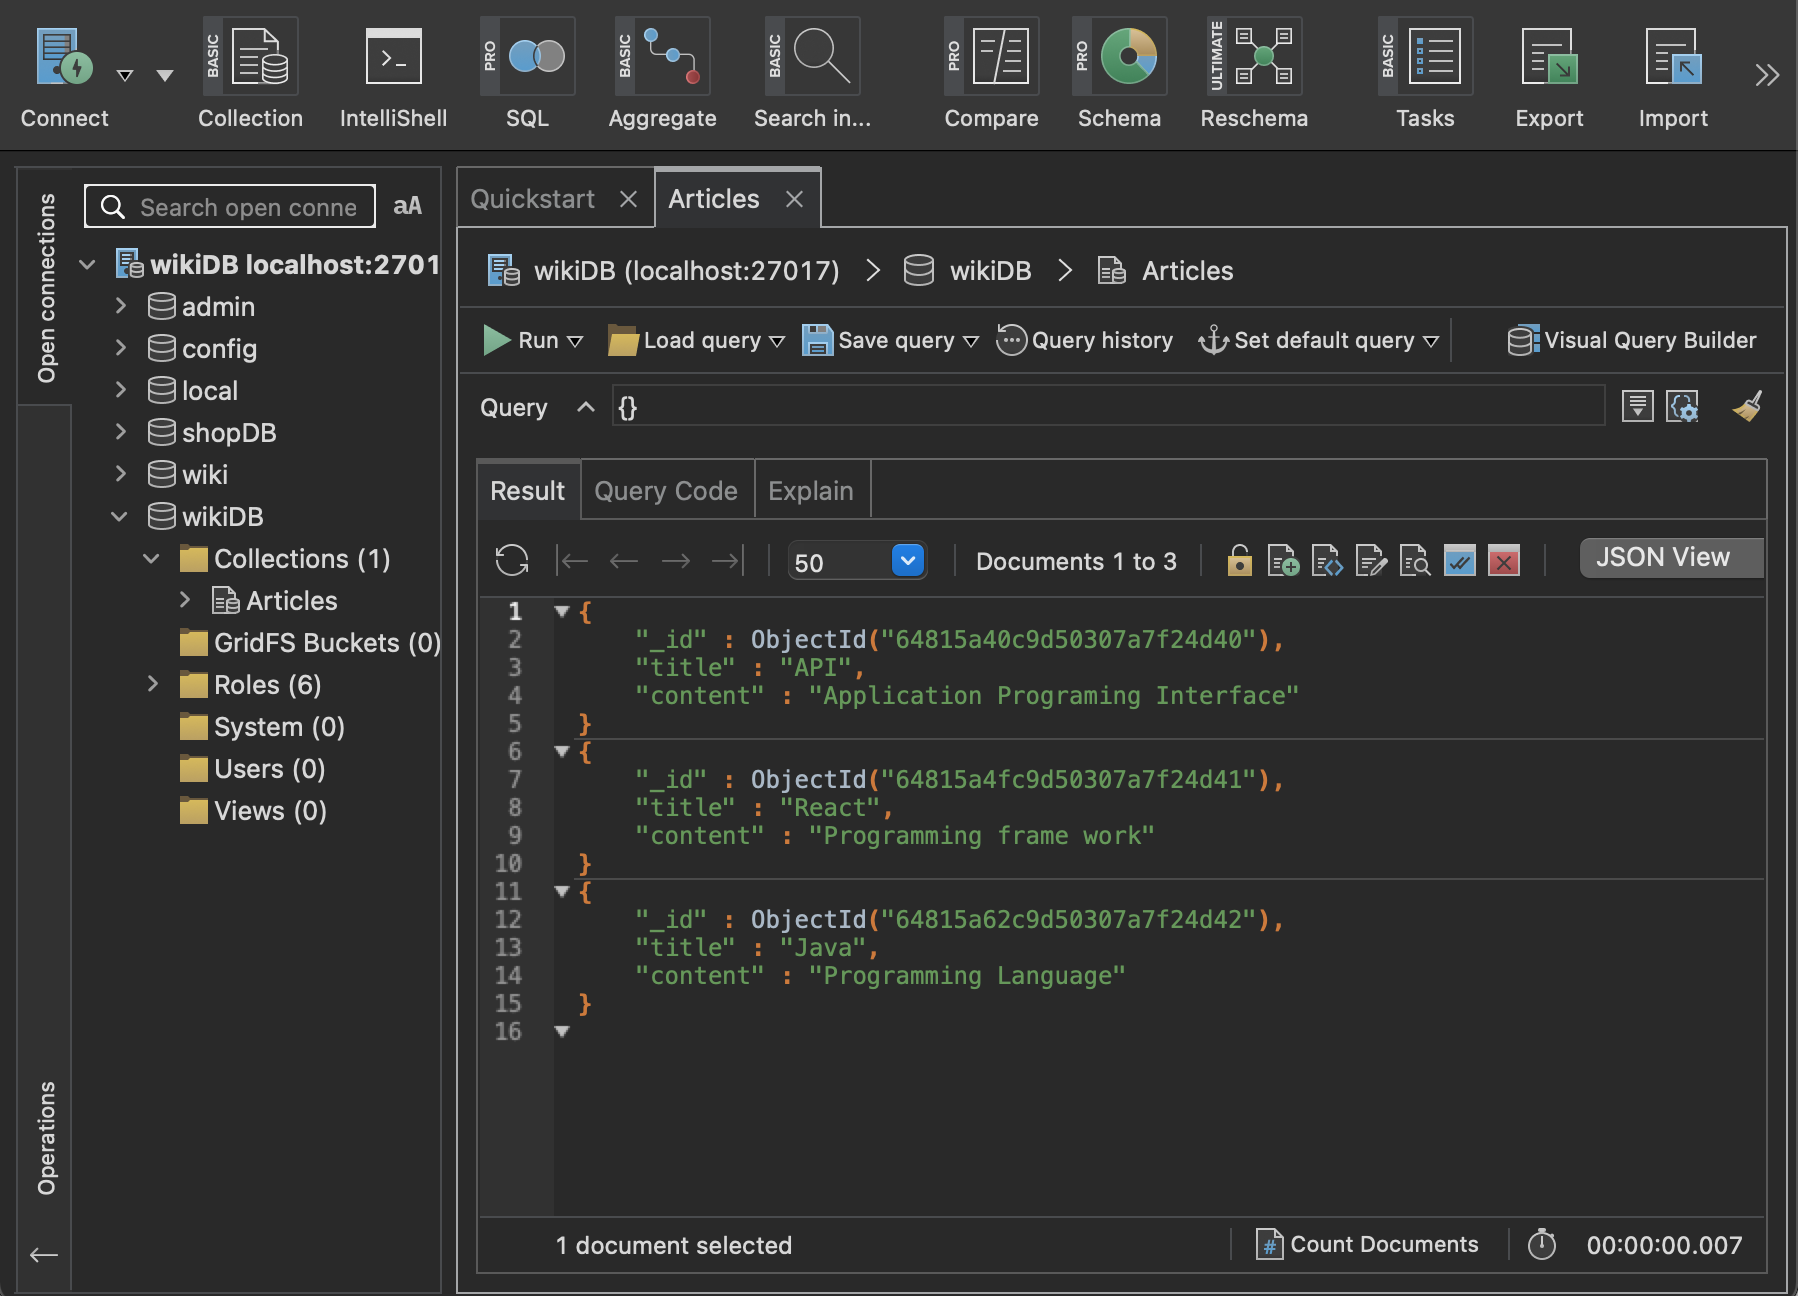 BASIC PRO BASIC BASIC PRO PRO ULTIMATE BASIC
Connect Collection IntelliShell SQL Aggregate Search in... Compare Schema Reschema Tasks Export Import
Open connections
Operations
Search open conne aA
wikiDB localhost:2701
admin
config
local
shopDB
wiki
wikiDB
Collections (1)
Articles
GridFS Buckets (0)
Roles (6)
System (0)
Users (0)
Views (0)
Quickstart Articles
wikiDB (localhost:27017) > wikiDB > Articles
Run Load query Save query Query history Set default query Visual Query Builder
Query {}
Result Query Code Explain
50 Documents 1 to 3 JSON View
1 {
2 "_id" : ObjectId("64815a40c9d50307a7f24d40"),
3 "title" : "API",
4 "content" : "Application Programing Interface"
5 }
6 {
7 "_id" : ObjectId("64815a4fc9d50307a7f24d41"),
8 "title" : "React",
9 "content" : "Programming frame work"
10 }
11 {
12 "_id" : ObjectId("64815a62c9d50307a7f24d42"),
13 "title" : "Java",
14 "content" : "Programming Language"
15 }
16
1 document selected # Count Documents 00:00:00.007